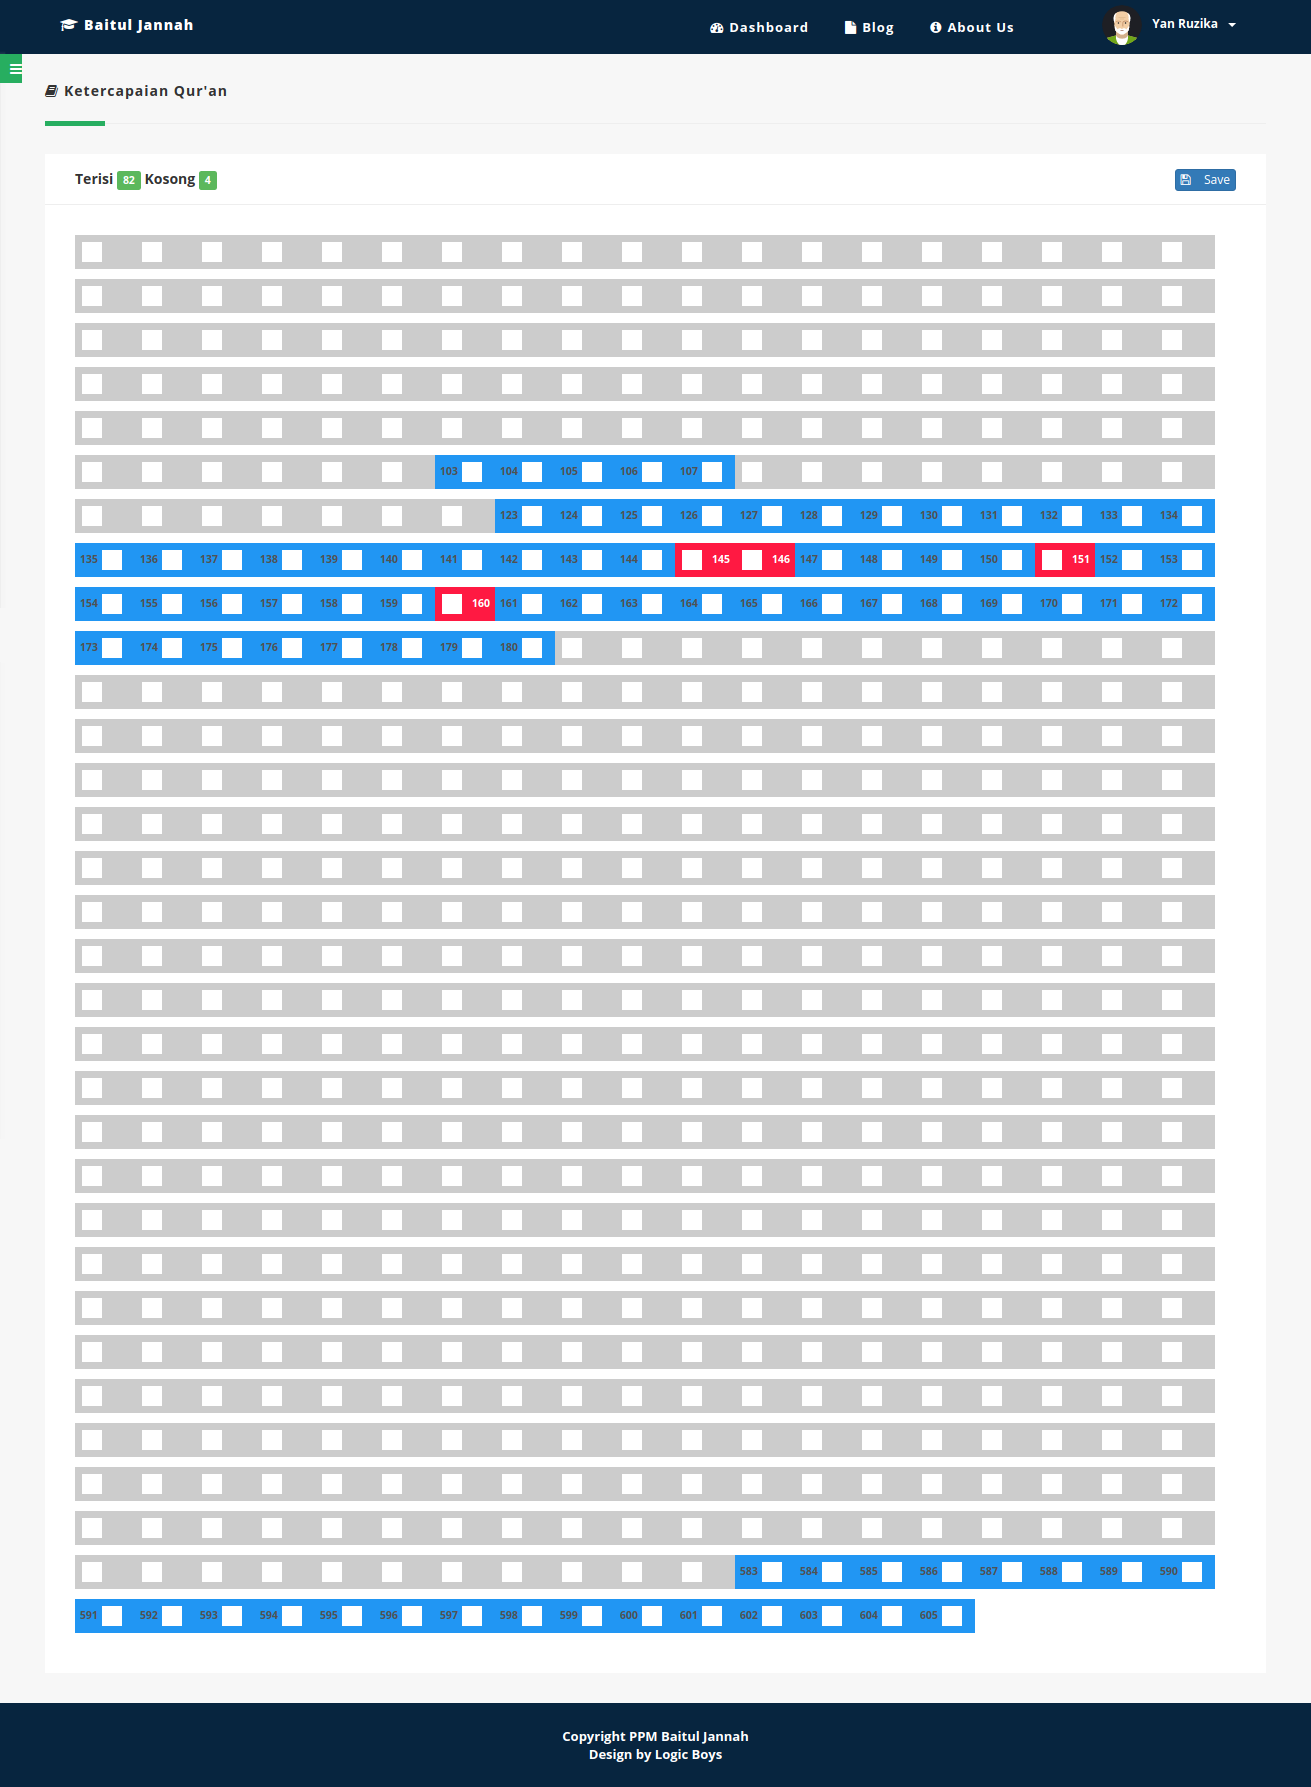 Baitul Jannah Dashboard Blog About Us Yan Ruzika
Ketercapaian Qur'an
Terisi 82 Kosong 4 Save
103 104 105 106 107
123 124 125 126 127 128 129 130 131 132 133 134
135 136 137 138 139 140 141 142 143 144 145 146 147 148 149 150 151 152 153
154 155 156 157 158 159 160 161 162 163 164 165 166 167 168 169 170 171 172
173 174 175 176 177 178 179 180
583 584 585 586 587 588 589 590
591 592 593 594 595 596 597 598 599 600 601 602 603 604 605
Copyright PPM Baitul Jannah
Design by Logic Boys